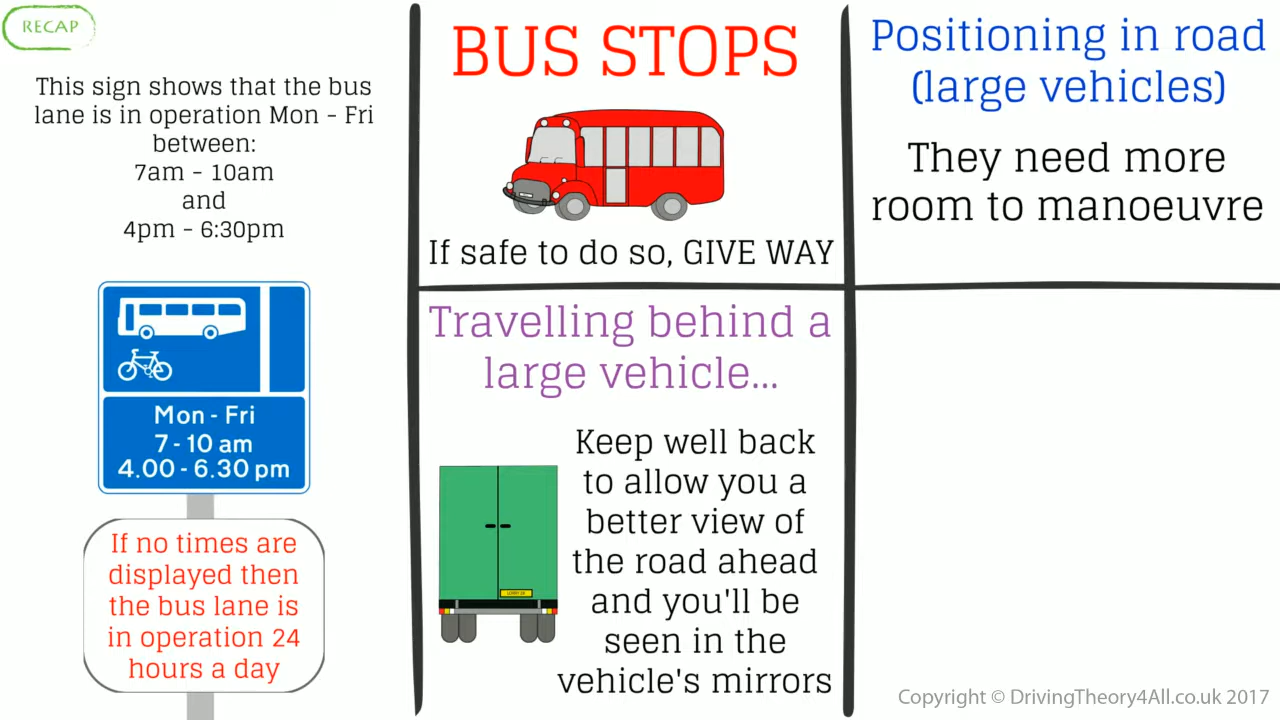 RECAP
This sign shows that the bus
lane is in operation Mon - Fri
between:
7am - 10am
and
4pm - 6:30pm
Mon - Fri
7 - 10 am
4.00 - 6.30 pm
If no times are
displayed then
the bus lane is
in operation 24
hours a day
BUS STOPS
If safe to do so, GIVE WAY
Travelling behind a
large vehicle...
Keep well back
to allow you a
better view of
the road ahead
and you'll be
seen in the
vehicle's mirrors
Positioning in road
(large vehicles)
They need more
room to manoeuvre
Copyright © DrivingTheory4All.co.uk 2017